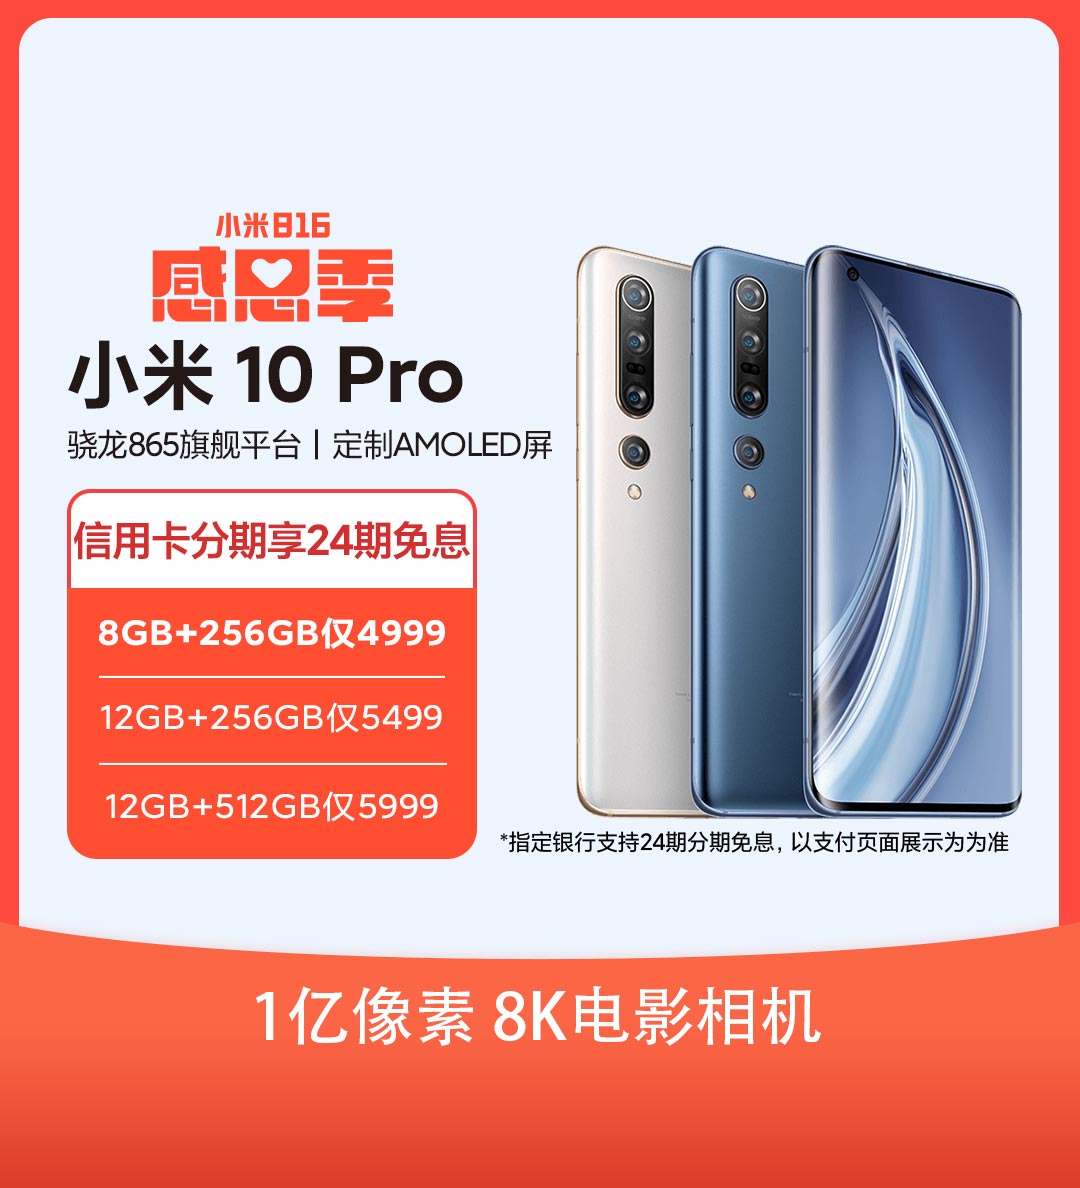 小米816
感恩季
小米 10 Pro
骁龙865旗舰平台丨定制AMOLED屏
信用卡分期享24期免息
8GB+256GB仅4999
12GB+256GB仅5499
12GB+512GB仅5999
*指定银行支持24期分期免息，以支付页面展示为为准
1亿像素 8K电影相机